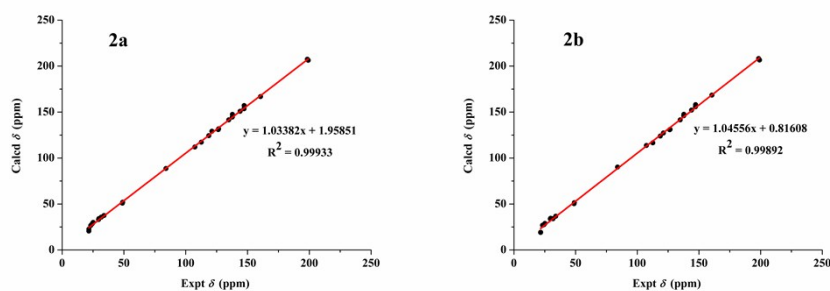 2a
250
200
150
100
50
0
Calcd δ (ppm)
y = 1.03382x + 1.95851
R² = 0.99933
0 50 100 150 200 250
Expt δ (ppm)
2b
250
200
150
100
50
0
Calcd δ (ppm)
y = 1.04556x + 0.81608
R² = 0.99892
0 50 100 150 200 250
Expt δ (ppm)